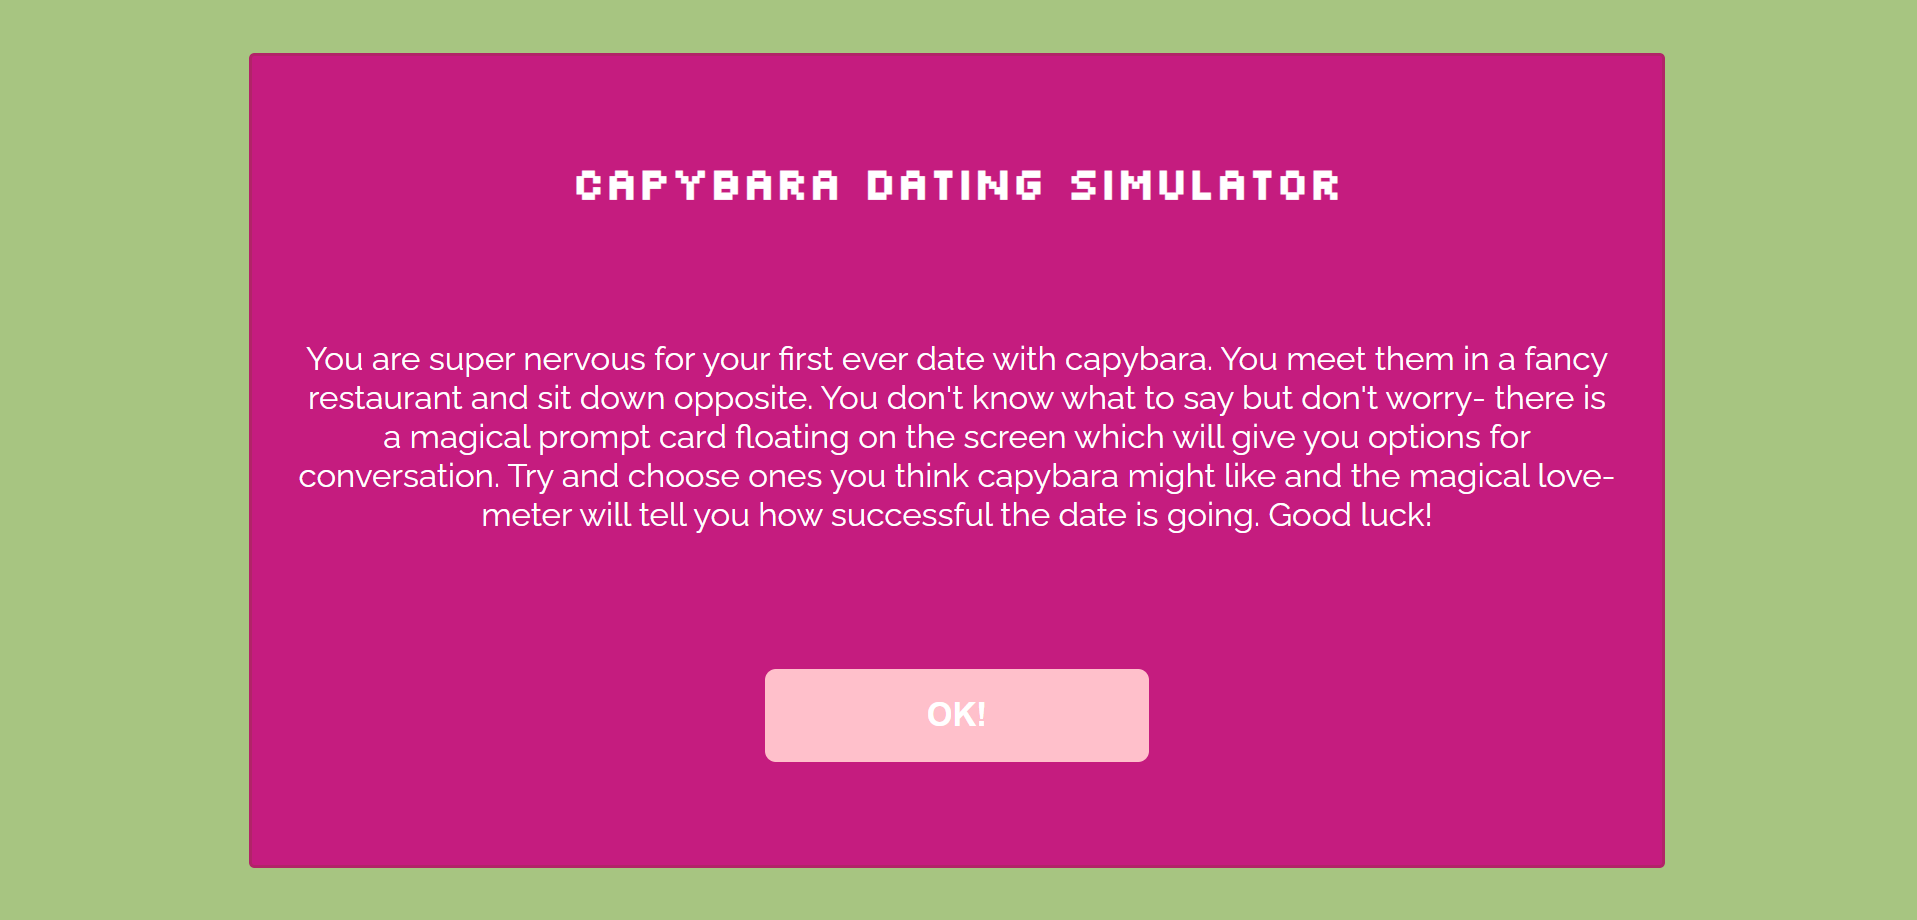 CAPYBARA DATING SIMULATOR
You are super nervous for your first ever date with capybara. You meet them in a fancy
restaurant and sit down opposite. You don't know what to say but don't worry- there is
a magical prompt card floating on the screen which will give you options for
conversation. Try and choose ones you think capybara might like and the magical love-
meter will tell you how successful the date is going. Good luck!
OK!